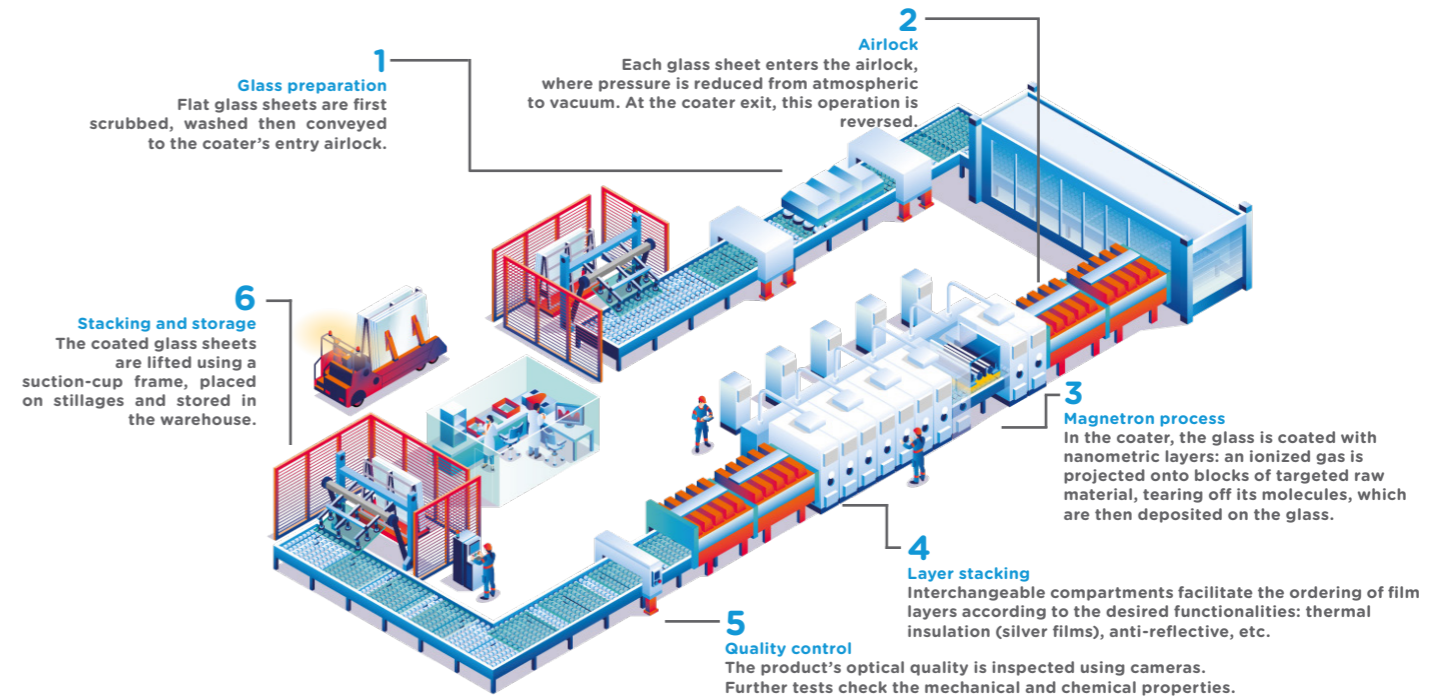 1
Glass preparation
Flat glass sheets are first
scrubbed, washed then conveyed
to the coater's entry airlock.
2
Airlock
Each glass sheet enters the airlock,
where pressure is reduced from atmospheric
to vacuum. At the coater exit, this operation is
reversed.
3
Magnetron process
In the coater, the glass is coated with
nanometric layers: an ionized gas is
projected onto blocks of targeted raw
material, tearing off its molecules, which
are then deposited on the glass.
4
Layer stacking
Interchangeable compartments facilitate the ordering of film
layers according to the desired functionalities: thermal
insulation (silver films), anti-reflective, etc.
5
Quality control
The product's optical quality is inspected using cameras.
Further tests check the mechanical and chemical properties.
6
Stacking and storage
The coated glass sheets
are lifted using a
suction-cup frame, placed
on stillages and stored in
the warehouse.